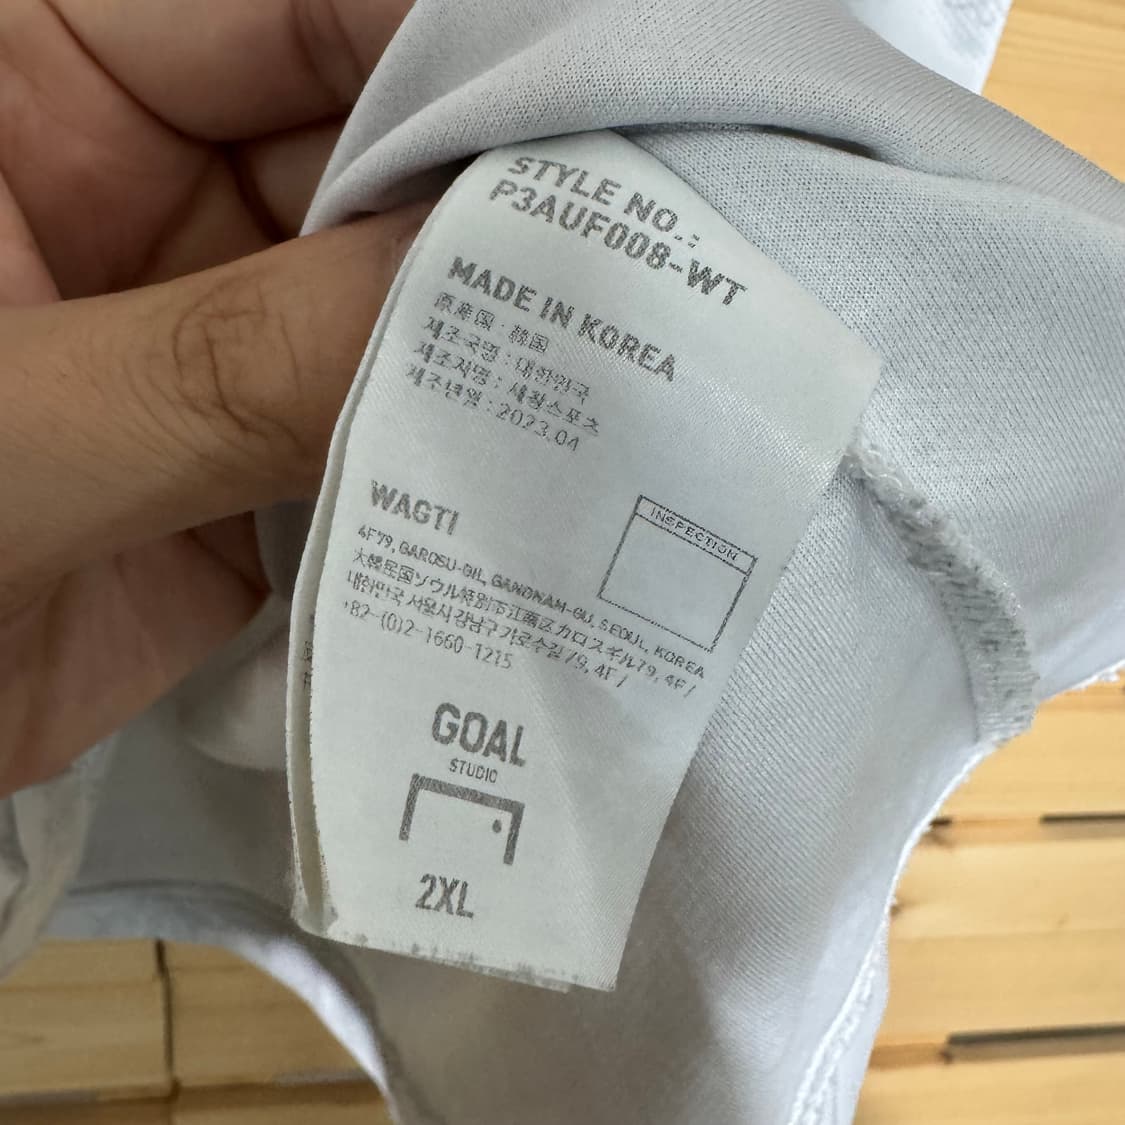 STYLE NO.:
P3AUF008-WT
MADE IN KOREA
原産国 : 韓国
제조국명 : 대한민국
제조자명 : 세창스포츠
제조년월 : 2023.04
INSPECTION
WAGTI
4F79, GAROSU-GIL, GANDNAM-GU, SEOUL, KOREA
大韓民国ソウル特別市江南区カロスギル79, 4F /
대한민국 서울시 강남구 가로수길 79, 4F /
+82-(0)2-1660-1215
GOAL
STUDIO
2XL